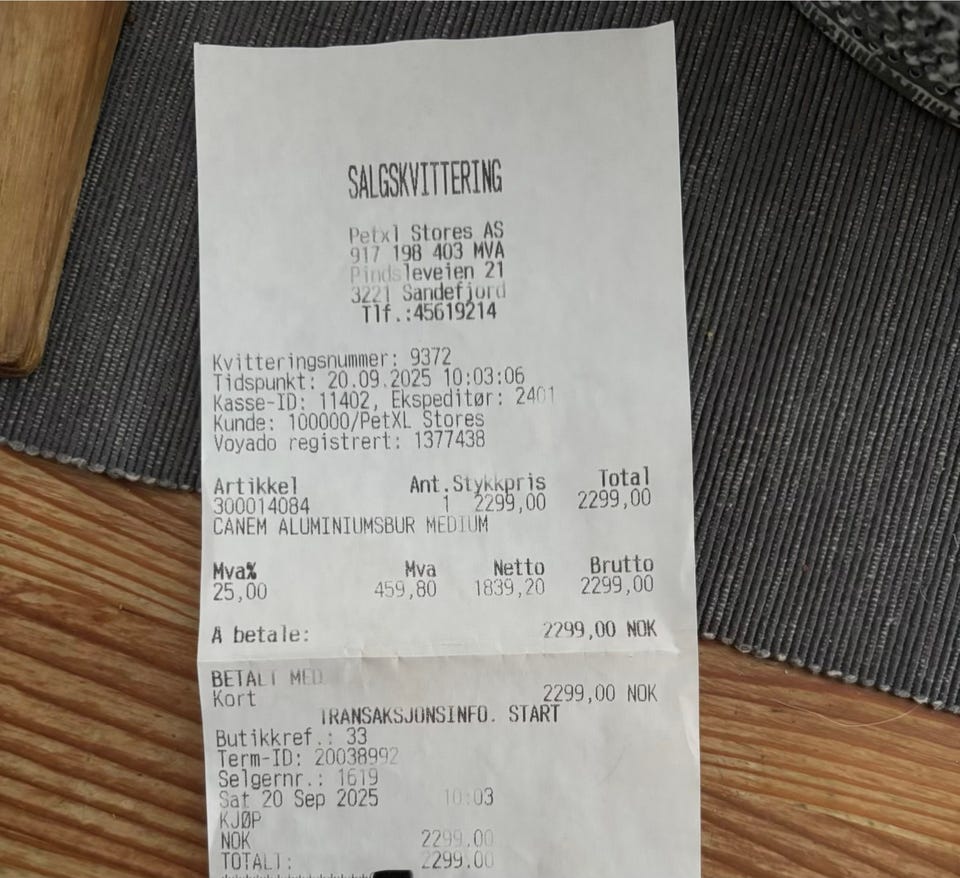 SALGSKVITTERING
Petxl Stores AS
917 198 403 MVA
Pindsleveien 21
3221 Sandefjord
Tlf.:45619214
Kvitteringsnummer: 9372
Tidspunkt: 20.09.2025 10:03:06
Kasse-ID: 11402, Ekspeditør: 2401
Kunde: 100000/PetXL Stores
Voyado registrert: 1377438
Artikkel Ant. Stykkpris Total
300014084 1 2299,00 2299,00
CANEM ALUMINIUMSBUR MEDIUM
Mva% Mva Netto Brutto
25,00 459,80 1839,20 2299,00
Å betale: 2299,00 NOK
BETALT MED
Kort 2299,00 NOK
TRANSAKSJONSINFO. START
Butikkref.: 33
Term-ID: 20038992
Selgernr.: 1619
Sat 20 Sep 2025 10:03
KJØP
NOK 2299.00
TOTALT: 2299.00